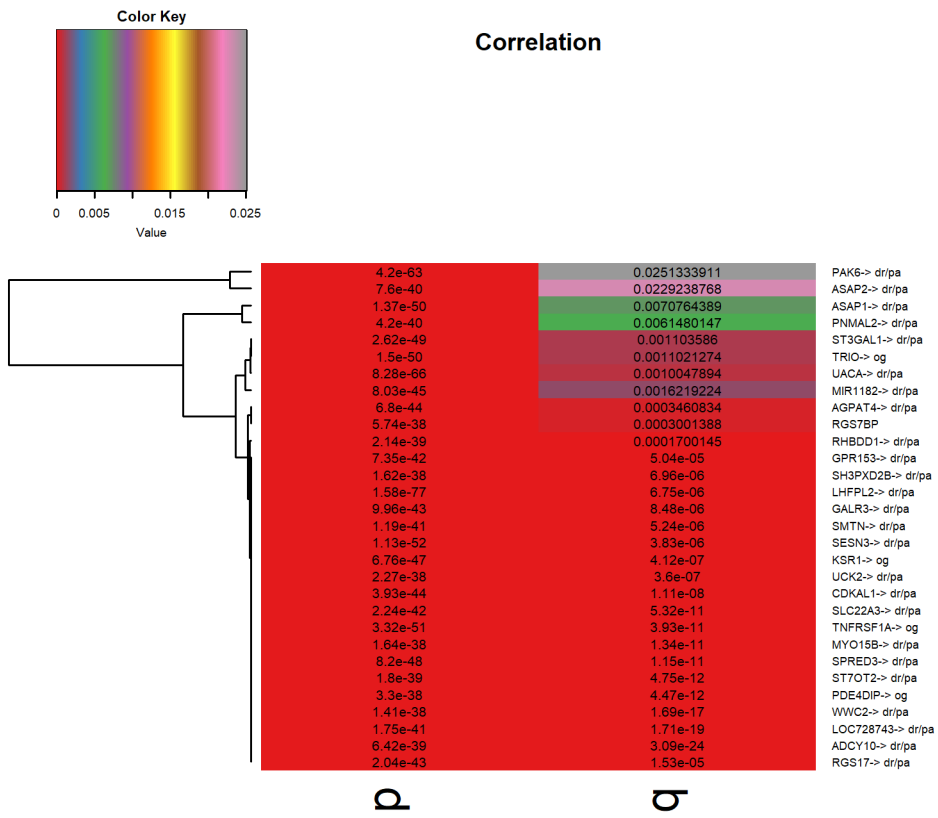 Color Key
Correlation
0 0.005 0.015 0.025
Value
4.2e-63 0.0251333911 PAK6-> dr/pa
7.6e-40 0.0229238768 ASAP2-> dr/pa
1.37e-50 0.0070764389 ASAP1-> dr/pa
4.2e-40 0.0061480147 PNMAL2-> dr/pa
2.62e-49 0.001103586 ST3GAL1-> dr/pa
1.5e-50 0.0011021274 TRIO-> og
8.28e-66 0.0010047894 UACA-> dr/pa
8.03e-45 0.0016219224 MIR1182-> dr/pa
6.8e-44 0.0003460834 AGPAT4-> dr/pa
5.74e-38 0.0003001388 RGS7BP
2.14e-39 0.0001700145 RHBDD1-> dr/pa
7.35e-42 5.04e-05 GPR153-> dr/pa
1.62e-38 6.96e-06 SH3PXD2B-> dr/pa
1.58e-77 6.75e-06 LHFPL2-> dr/pa
9.96e-43 8.48e-06 GALR3-> dr/pa
1.19e-41 5.24e-06 SMTN-> dr/pa
1.13e-52 3.83e-06 SESN3-> dr/pa
6.76e-47 4.12e-07 KSR1-> og
2.27e-38 3.6e-07 UCK2-> dr/pa
3.93e-44 1.11e-08 CDKAL1-> dr/pa
2.24e-42 5.32e-11 SLC22A3-> dr/pa
3.32e-51 3.93e-11 TNFRSF1A-> og
1.64e-38 1.34e-11 MYO15B-> dr/pa
8.2e-48 1.15e-11 SPRED3-> dr/pa
1.8e-39 4.75e-12 ST7OT2-> dr/pa
3.3e-38 4.47e-12 PDE4DIP-> og
1.41e-38 1.69e-17 WWC2-> dr/pa
1.75e-41 1.71e-19 LOC728743-> dr/pa
6.42e-39 3.09e-24 ADCY10-> dr/pa
2.04e-43 1.53e-05 RGS17-> dr/pa
p q